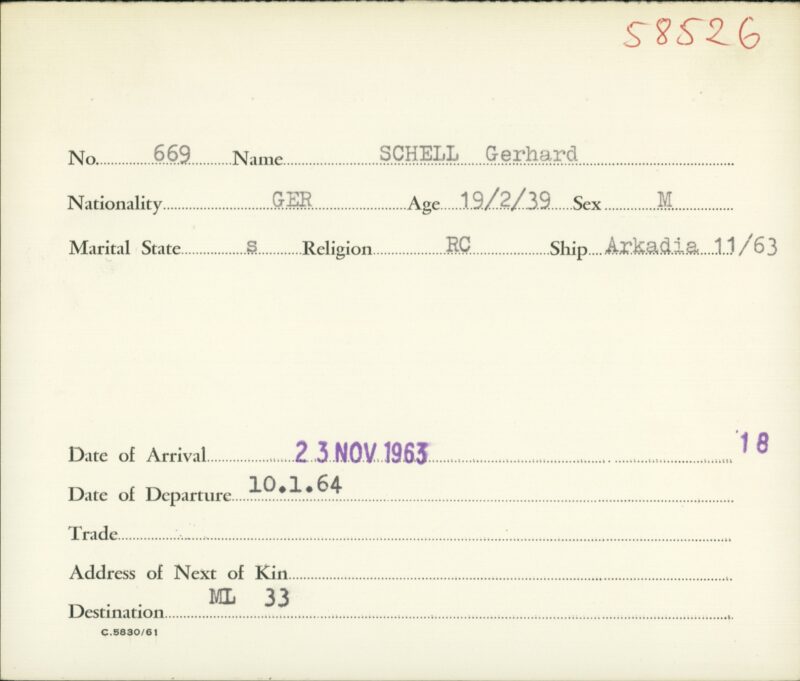 58526
No. 669 Name SCHELL Gerhard
Nationality GER Age 19/2/39 Sex M
Marital State s Religion RC Ship Arkadia 11/63
Date of Arrival 23 NOV 1963 18
Date of Departure 10.1.64
Trade
Address of Next of Kin
Destination ML 33
C.5830/61